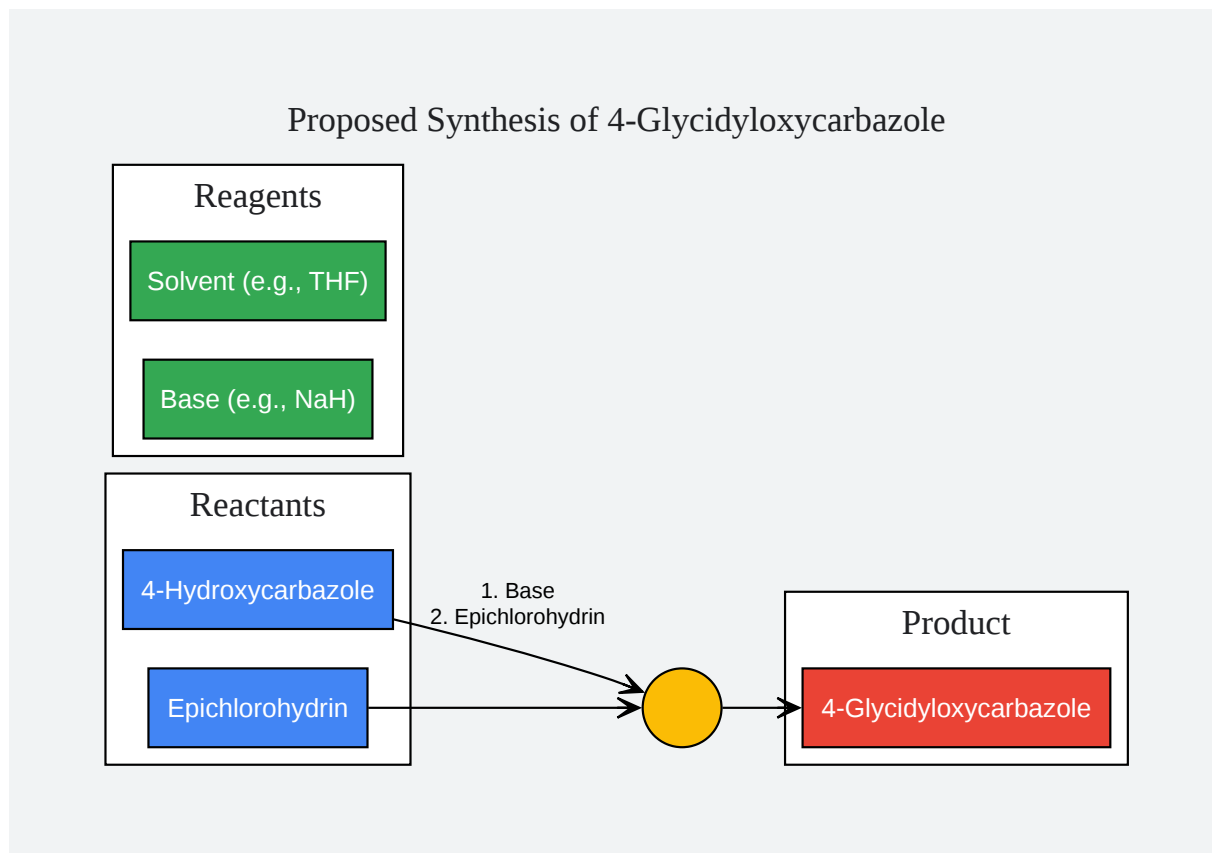 Proposed Synthesis of 4-Glycidyloxycarbazole
Reagents
Solvent (e.g., THF)
Base (e.g., NaH)
Reactants
4-Hydroxycarbazole
Epichlorohydrin
1. Base
2. Epichlorohydrin
Product
4-Glycidyloxycarbazole